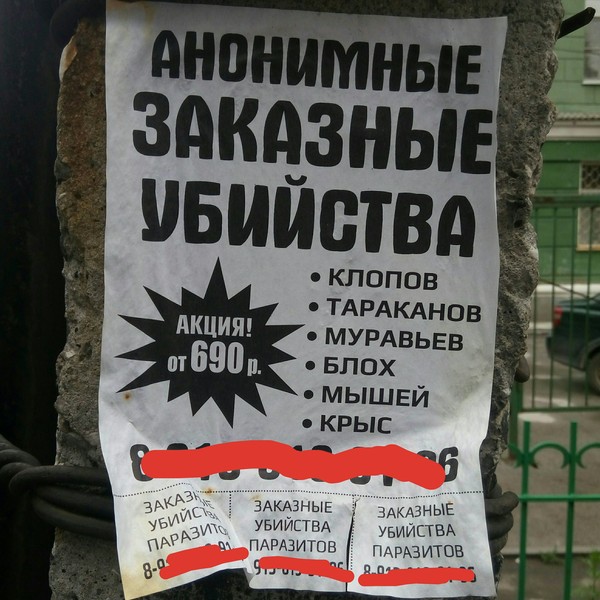 АНОНИМНЫЕ
ЗАКАЗНЫЕ
УБИЙСТВА
АКЦИЯ!
от 690 р.
• КЛОПОВ
• ТАРАКАНОВ
• МУРАВЬЕВ
• БЛОХ
• МЫШЕЙ
• КРЫС
ЗАКАЗНЫЕ
УБИЙСТВА
ПАРАЗИТОВ
ЗАКАЗНЫЕ
УБИЙСТВА
ПАРАЗИТОВ
ЗАКАЗНЫЕ
УБИЙСТВА
ПАРАЗИТОВ